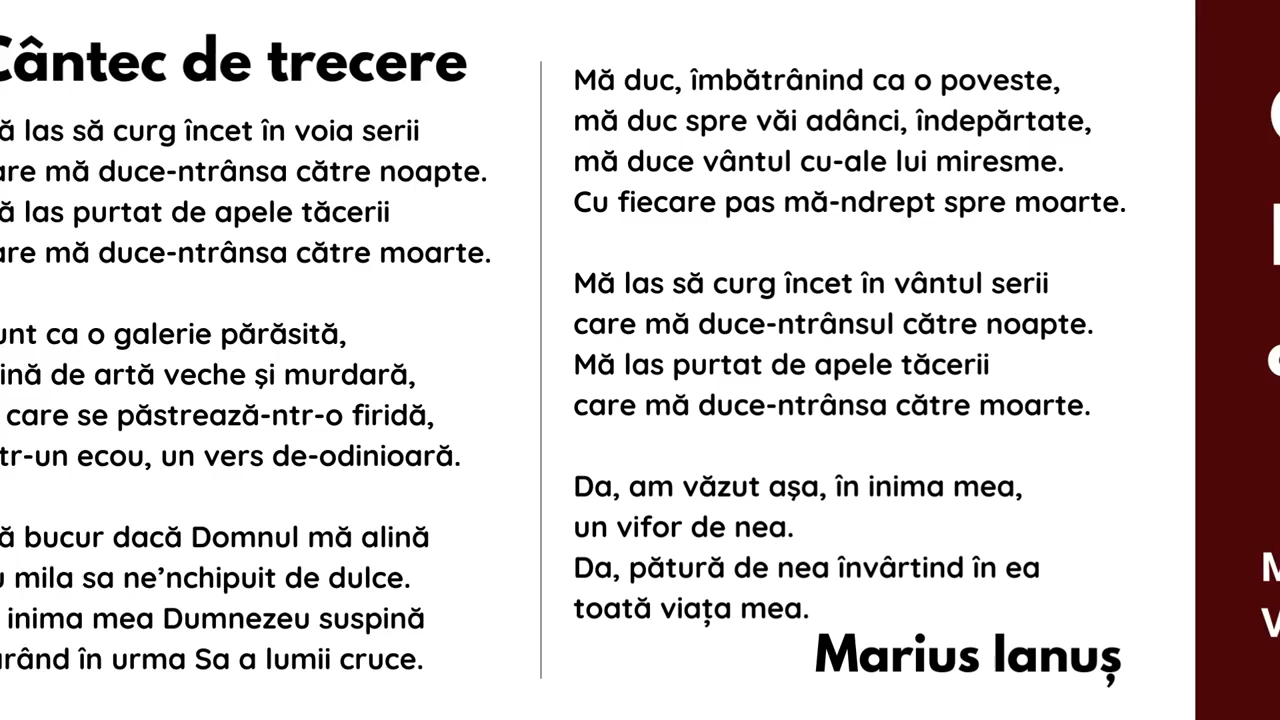 Cântec de trecere
ă las să curg încet în voia serii
are mă duce-ntrânsa către noapte.
ă las purtat de apele tăcerii
are mă duce-ntrânsa către moarte.
unt ca o galerie părăsită,
ină de artă veche și murdară,
care se păstrează-ntr-o firidă,
tr-un ecou, un vers de-odinioară.
ă bucur dacă Domnul mă alină
u mila sa ne’nchipuit de dulce.
inima mea Dumnezeu suspină
ârând în urma Sa a lumii cruce.
Mă duc, îmbătrânind ca o poveste,
mă duc spre văi adânci, îndepărtate,
mă duce vântul cu-ale lui miresme.
Cu fiecare pas mă-ndrept spre moarte.
Mă las să curg încet în vântul serii
care mă duce-ntrânsul către noapte.
Mă las purtat de apele tăcerii
care mă duce-ntrânsa către moarte.
Da, am văzut așa, în inima mea,
un vifor de nea.
Da, pătură de nea învârtind în ea
toată viața mea.
Marius Ianuș